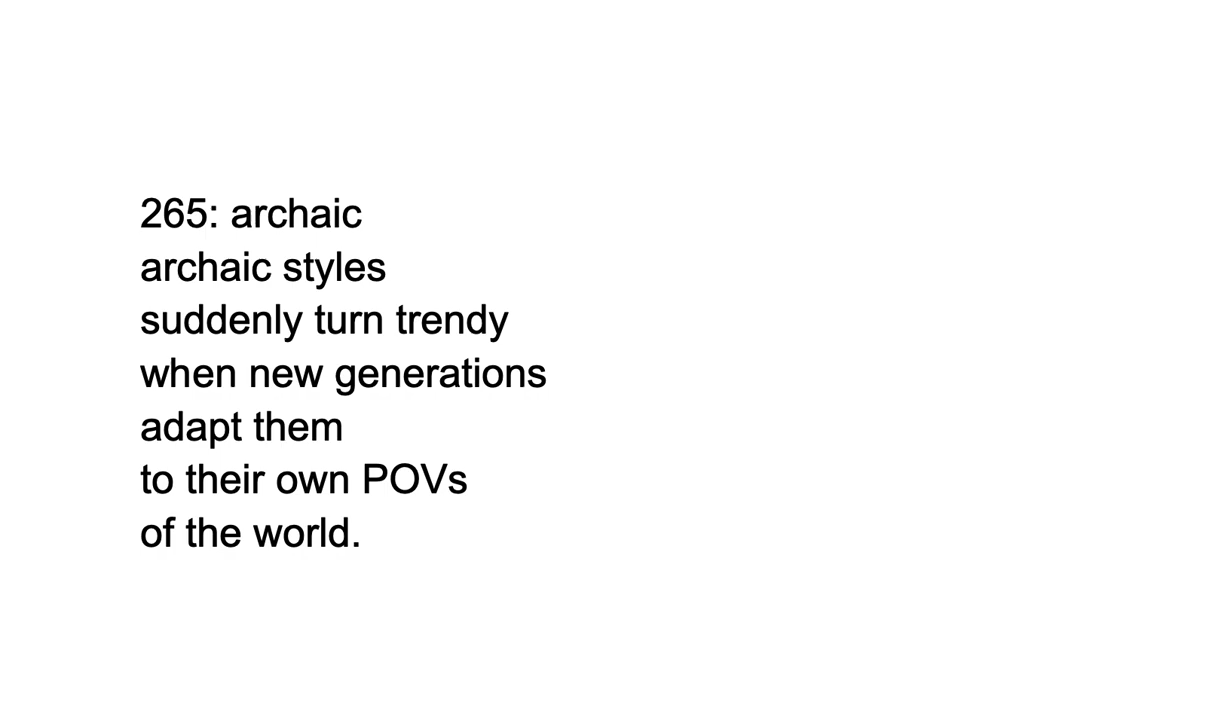 265: archaic
archaic styles
suddenly turn trendy
when new generations
adapt them
to their own POVs
of the world.